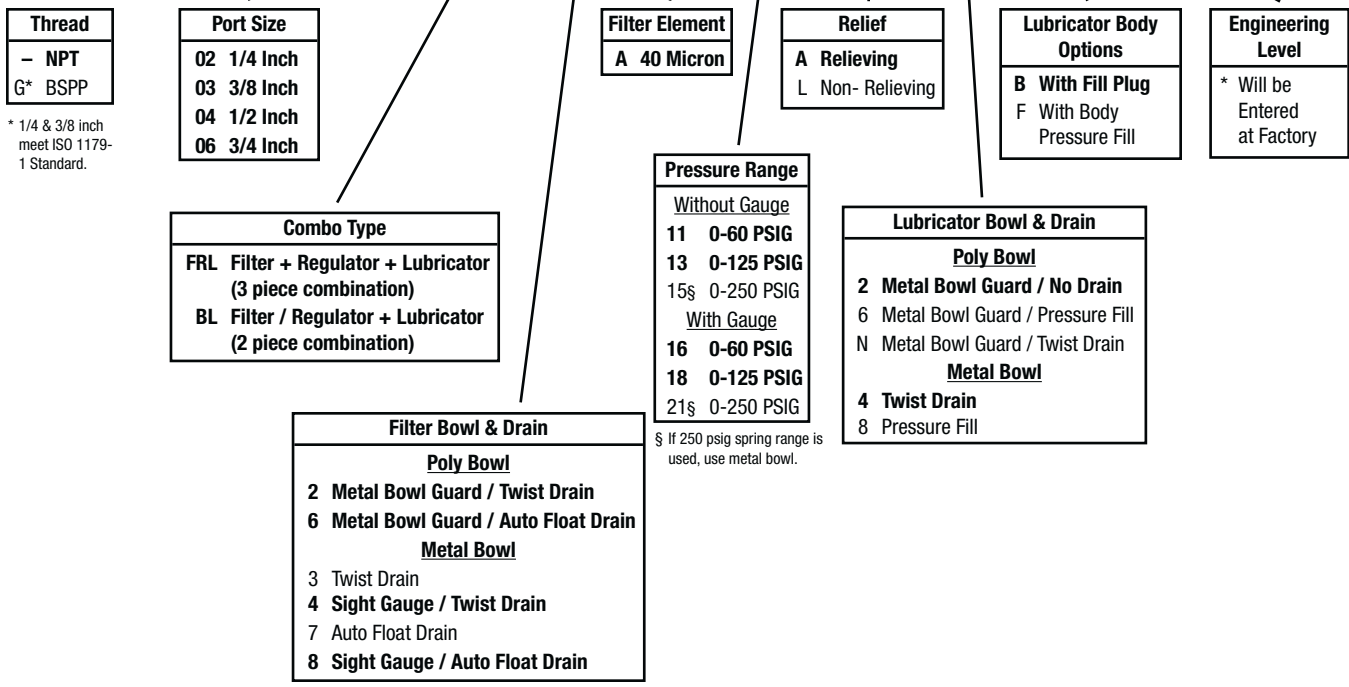 Thread
– NPT
G* BSPP
* 1/4 & 3/8 inch
meet ISO 1179-
1 Standard.
Port Size
02 1/4 Inch
03 3/8 Inch
04 1/2 Inch
06 3/4 Inch
Filter Element
A 40 Micron
Relief
A Relieving
L Non- Relieving
Lubricator Body
Options
B With Fill Plug
F With Body
Pressure Fill
Engineering
Level
* Will be
Entered
at Factory
Combo Type
FRL Filter + Regulator + Lubricator
(3 piece combination)
BL Filter / Regulator + Lubricator
(2 piece combination)
Pressure Range
Without Gauge
11 0-60 PSIG
13 0-125 PSIG
15§ 0-250 PSIG
With Gauge
16 0-60 PSIG
18 0-125 PSIG
21§ 0-250 PSIG
§ If 250 psig spring range is
used, use metal bowl.
Lubricator Bowl & Drain
Poly Bowl
2 Metal Bowl Guard / No Drain
6 Metal Bowl Guard / Pressure Fill
N Metal Bowl Guard / Twist Drain
Metal Bowl
4 Twist Drain
8 Pressure Fill
Filter Bowl & Drain
Poly Bowl
2 Metal Bowl Guard / Twist Drain
6 Metal Bowl Guard / Auto Float Drain
Metal Bowl
3 Twist Drain
4 Sight Gauge / Twist Drain
7 Auto Float Drain
8 Sight Gauge / Auto Float Drain